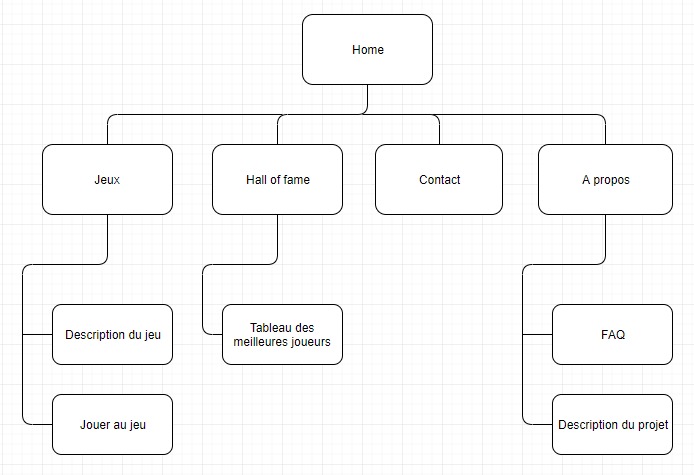 Home
Jeux
Hall of fame
Contact
A propos
Description du jeu
Tableau des
meilleures joueurs
FAQ
Jouer au jeu
Description du projet